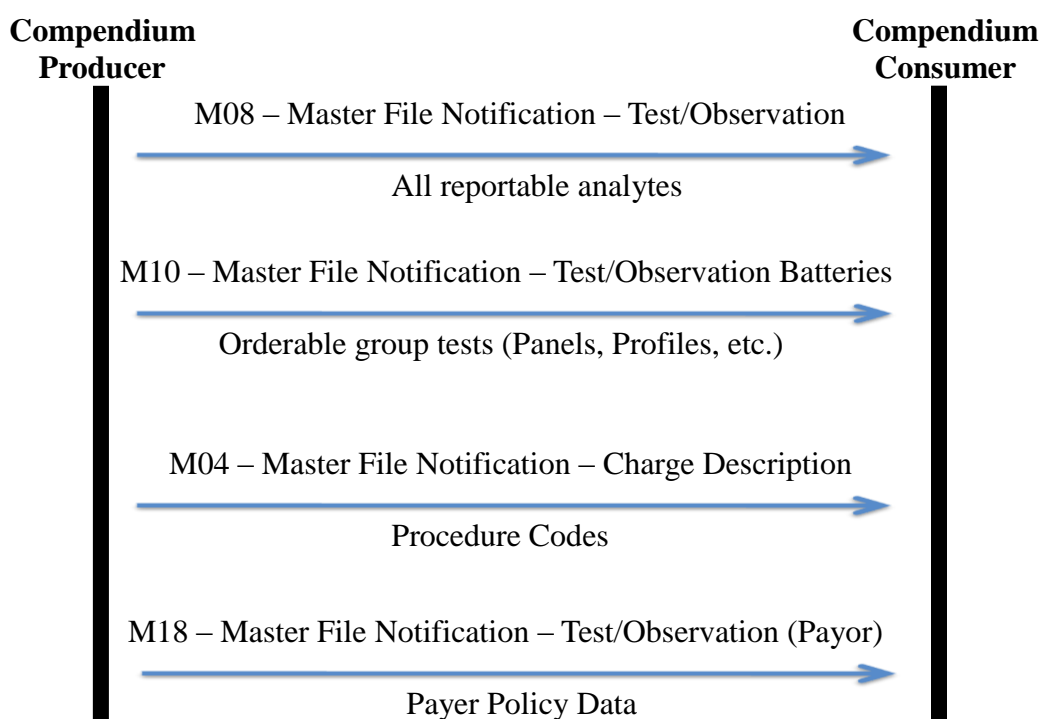 Compendium
Producer
Compendium
Consumer
M08 – Master File Notification – Test/Observation
All reportable analytes
M10 – Master File Notification – Test/Observation Batteries
Orderable group tests (Panels, Profiles, etc.)
M04 – Master File Notification – Charge Description
Procedure Codes
M18 – Master File Notification – Test/Observation (Payor)
Payer Policy Data